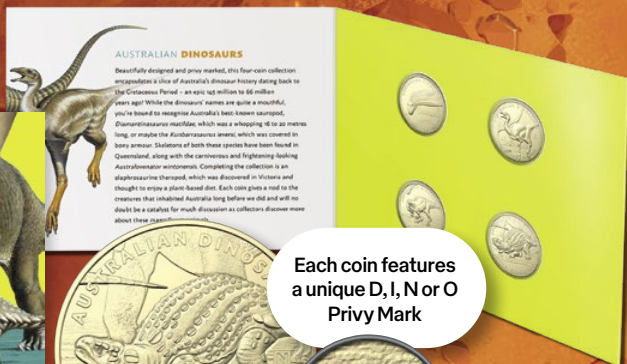 AUSTRALIAN DINOSAURS
Beautifully designed and privy marked, this four-coin collection
encapsulates a slice of Australia's dinosaur history dating back to
the Cretaceous Period – an epic 145 million to 66 million
years ago! While the dinosaurs' names are quite a mouthful,
you're bound to recognise Australia's best-known sauropod,
Diamantinasaurus matildae, which was a whopping 16 to 20 metres
long, or maybe the Kunbarrasaurus ieversi, which was covered in
bony armour. Skeletons of both these species have been found in
Queensland, along with the carnivorous and frightening-looking
Australovenator wintonensis. Completing the collection is an
elaphrosaurine theropod, which was discovered in Victoria and
thought to enjoy a plant-based diet. Each coin gives a nod to the
creatures that inhabited Australia long before we did and will no
doubt be a catalyst for much discussion as collectors discover more
about these
AUSTRALIAN DINOS
Each coin features
a unique D, I, N or O
Privy Mark